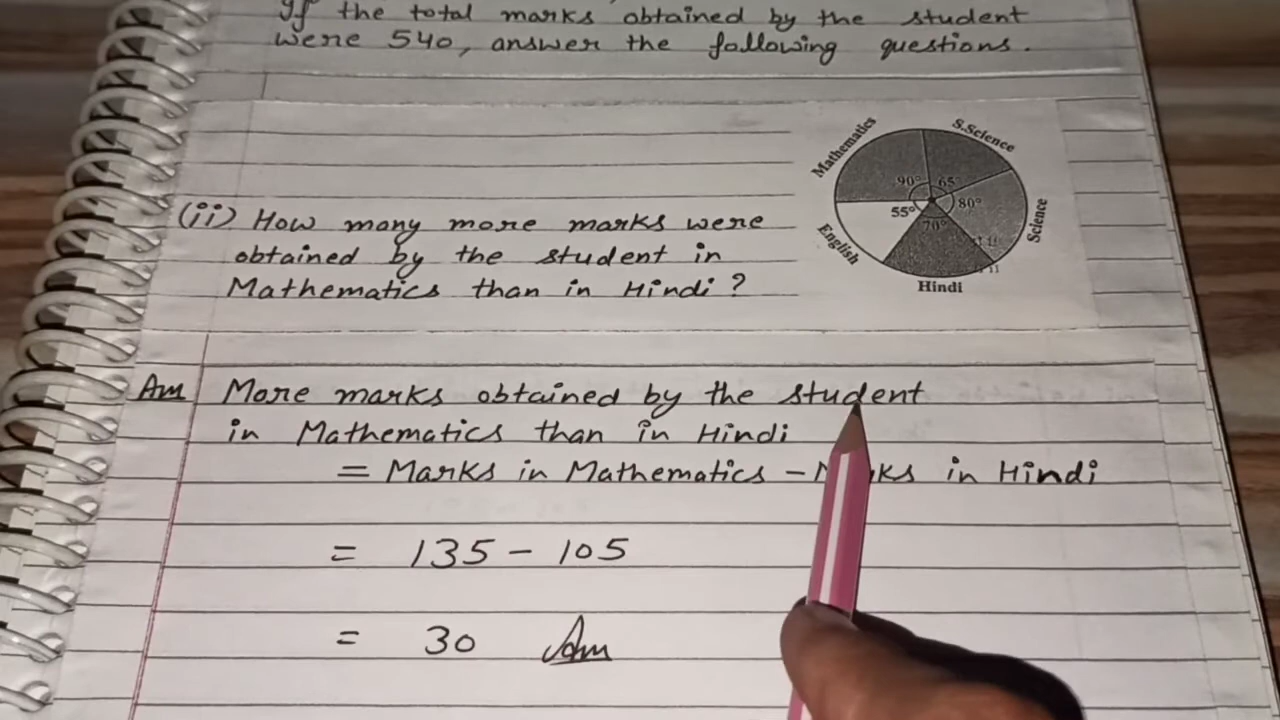 If the total marks obtained by the student
were 540, answer the following questions.
Mathematics
S.Science
90°
65°
80°
55°
70°
Science
English
Hindi
(ii) How many more marks were
obtained by the student in
Mathematics than in Hindi?
Ans More marks obtained by the student
in Mathematics than in Hindi
= Marks in Mathematics - Marks in Hindi
= 135 - 105
= 30 Ans